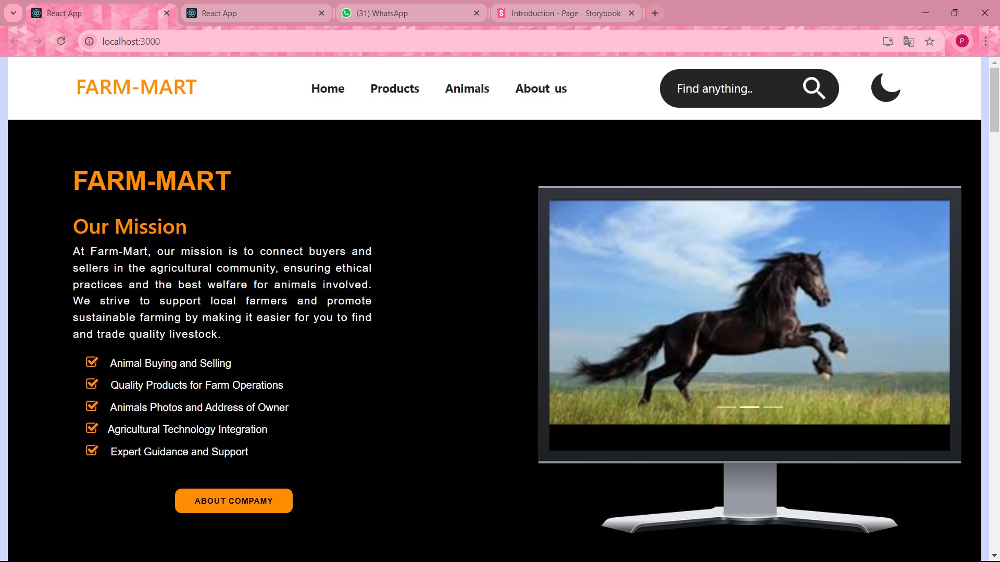 React App
React App
(31) WhatsApp
Introduction - Page · Storybook
localhost:3000
P
FARM-MART
Home
Products
Animals
About_us
Find anything..
FARM-MART
Our Mission
At Farm-Mart, our mission is to connect buyers and
sellers in the agricultural community, ensuring ethical
practices and the best welfare for animals involved.
We strive to support local farmers and promote
sustainable farming by making it easier for you to find
and trade quality livestock.
Animal Buying and Selling
Quality Products for Farm Operations
Animals Photos and Address of Owner
Agricultural Technology Integration
Expert Guidance and Support
ABOUT COMPAMY